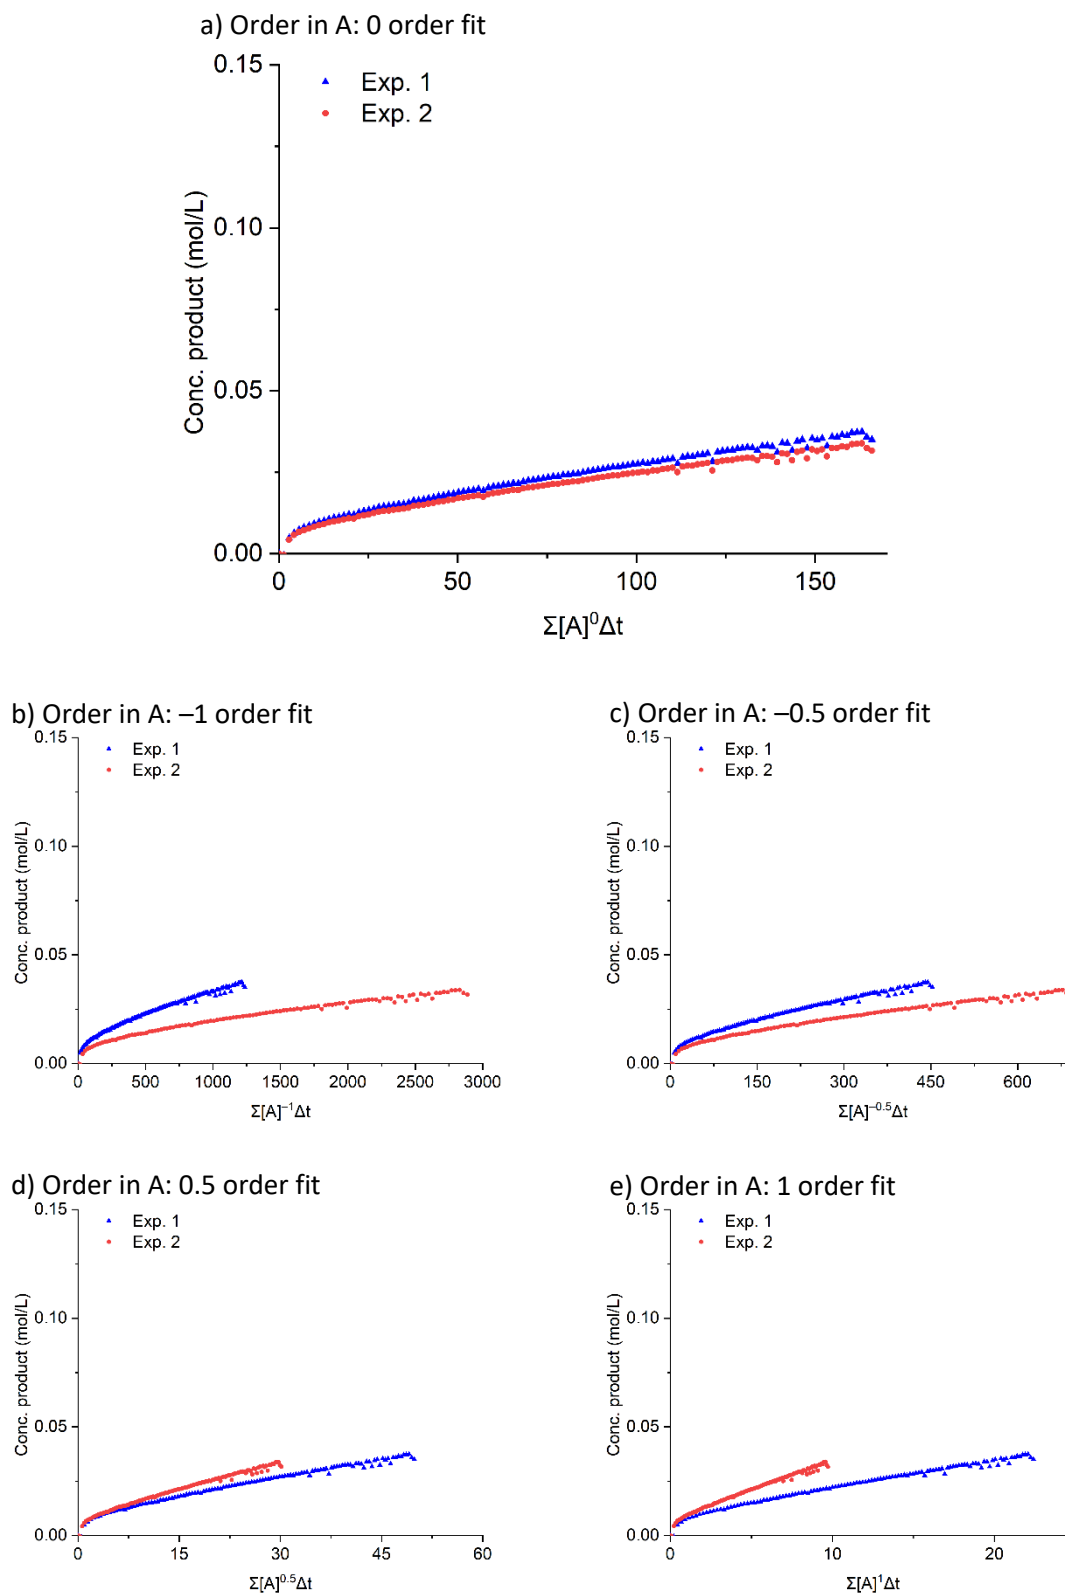 a) Order in A: 0 order fit
0.15
Exp. 1
Exp. 2
0.10
Conc. product (mol/L)
0.05
0.00
0 50 100 150
Σ[A]⁰Δt
b) Order in A: –1 order fit
0.15
Exp. 1
Exp. 2
0.10
Conc. product (mol/L)
0.05
0.00
0 500 1000 1500 2000 2500 3000
Σ[A]⁻¹Δt
c) Order in A: –0.5 order fit
0.15
Exp. 1
Exp. 2
0.10
Conc. product (mol/L)
0.05
0.00
0 150 300 450 600
Σ[A]⁻⁰·⁵Δt
d) Order in A: 0.5 order fit
0.15
Exp. 1
Exp. 2
0.10
Conc. product (mol/L)
0.05
0.00
0 15 30 45 60
Σ[A]⁰·⁵Δt
e) Order in A: 1 order fit
0.15
Exp. 1
Exp. 2
0.10
Conc. product (mol/L)
0.05
0.00
0 10 20
Σ[A]¹Δt